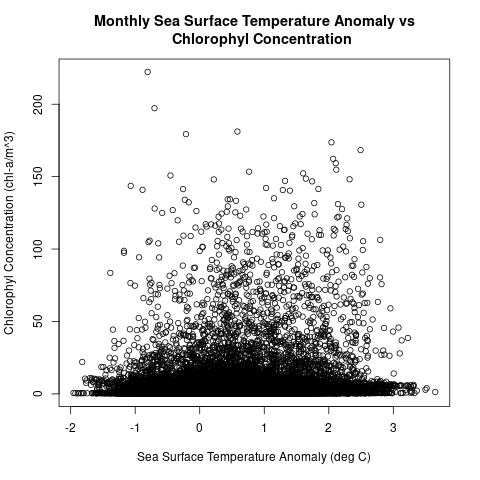 Monthly Sea Surface Temperature Anomaly vs
Chlorophyl Concentration
Chlorophyl Concentration (chl-a/m^3)
200
150
100
50
0
-2 -1 0 1 2 3
Sea Surface Temperature Anomaly (deg C)